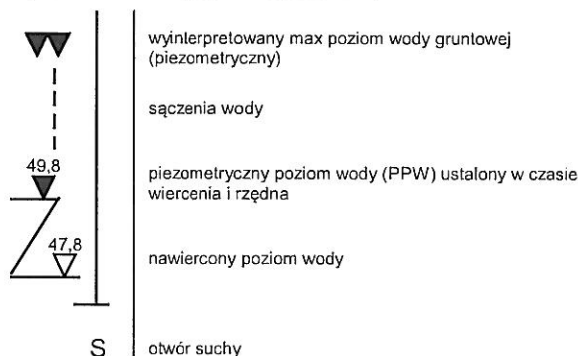 wyinterpretowany max poziom wody gruntowej
(piezometryczny)
sączenia wody
49,8
piezometryczny poziom wody (PPW) ustalony w czasie
wiercenia i rzędna
47,8
nawiercony poziom wody
S
otwór suchy